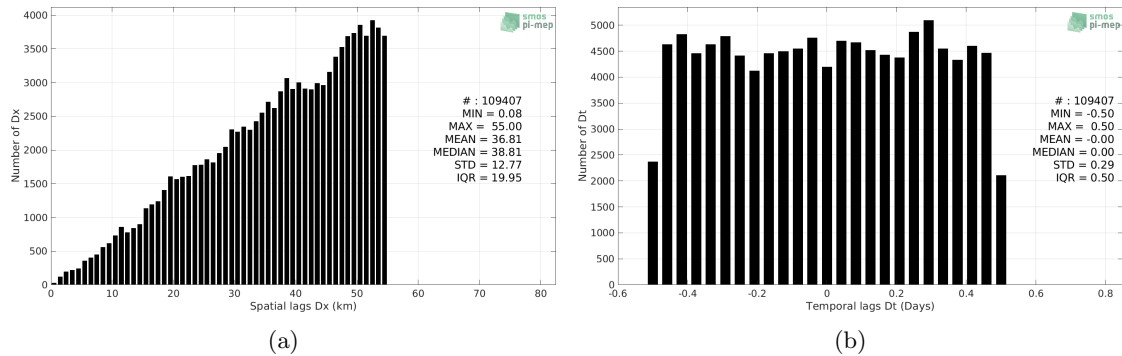 4000
3500
3000
2500
2000
1500
1000
500
0
Number of Dx
0 10 20 30 40 50 60 70 80
Spatial lags Dx (km)
smos
pi-mep
# : 109407
MIN = 0.08
MAX = 55.00
MEAN = 36.81
MEDIAN = 38.81
STD = 12.77
IQR = 19.95
(a)
5000
4500
4000
3500
3000
2500
2000
1500
1000
500
0
Number of Dt
-0.6 -0.4 -0.2 0 0.2 0.4 0.6 0.8
Temporal lags Dt (Days)
smos
pi-mep
# : 109407
MIN = -0.50
MAX = 0.50
MEAN = -0.00
MEDIAN = 0.00
STD = 0.29
IQR = 0.50
(b)